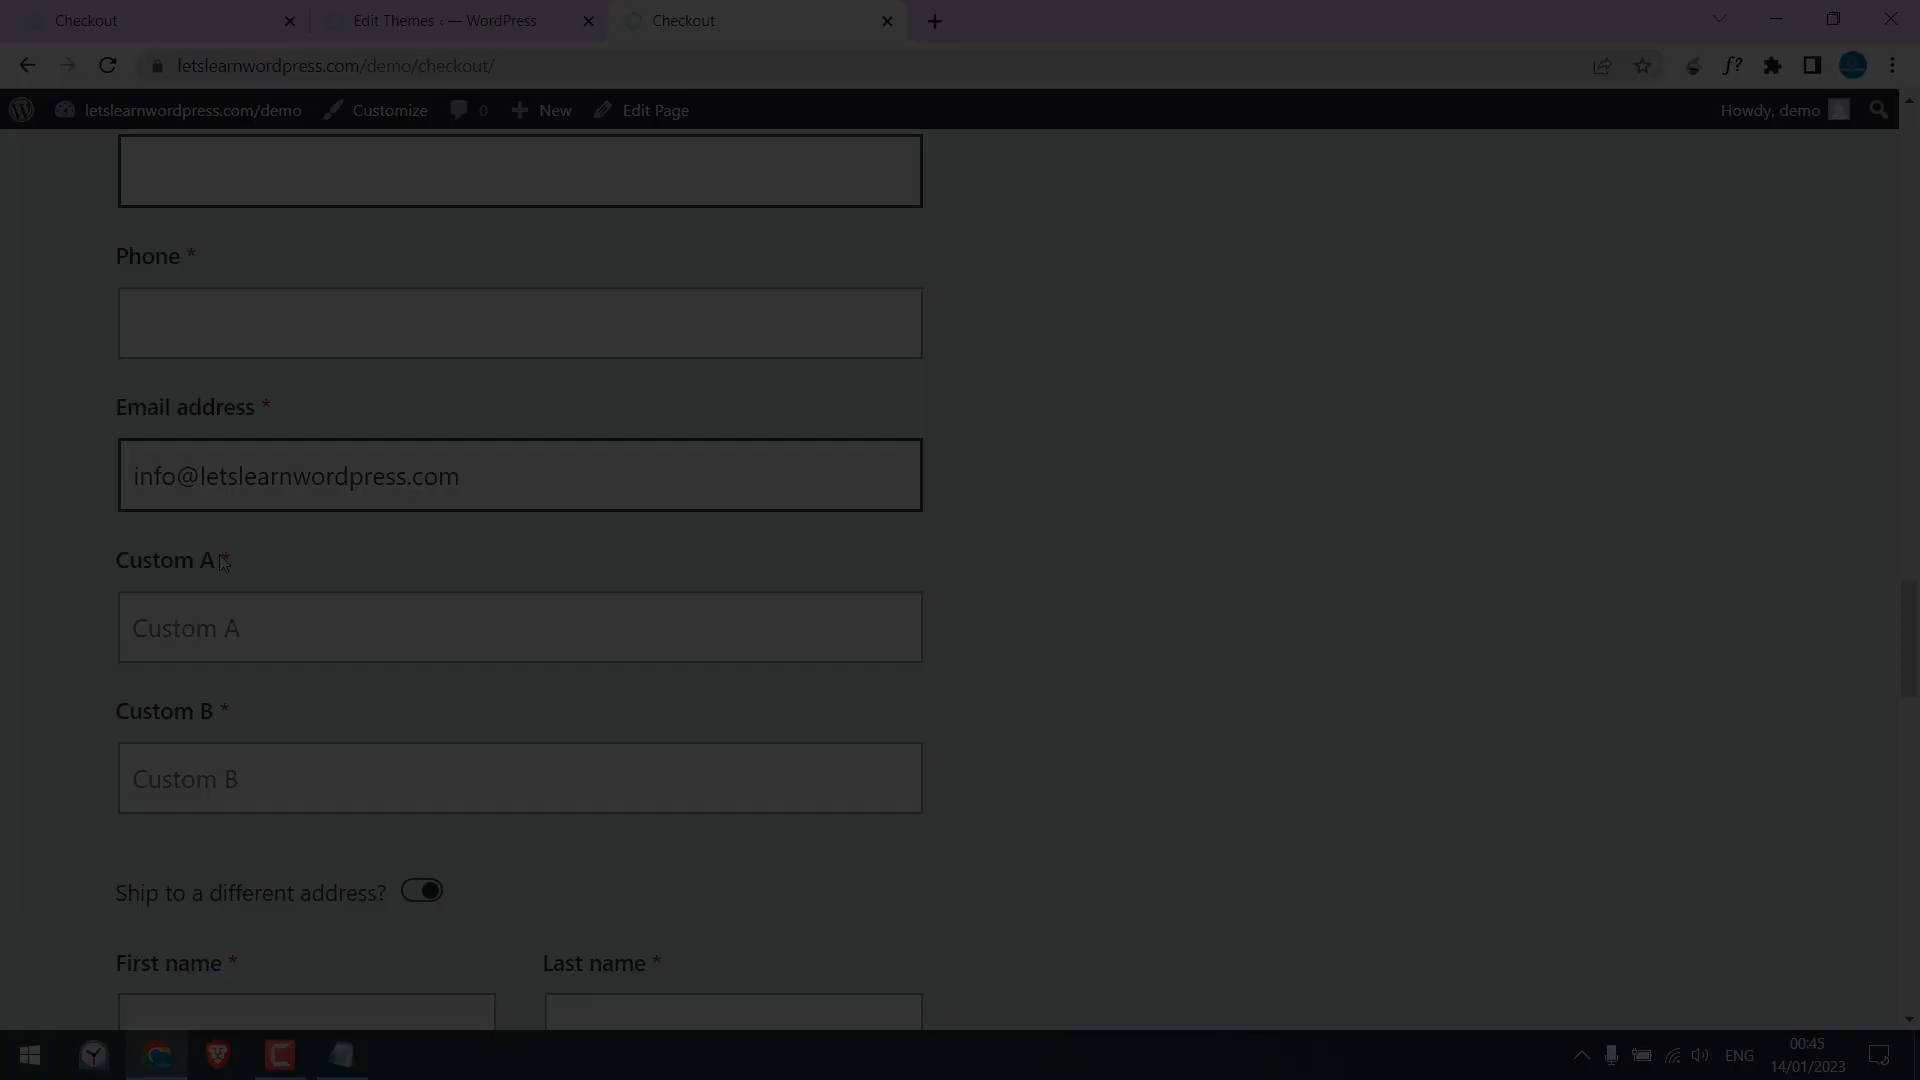 Checkout
Edit Themes ‹ — WordPress
Checkout
letslearnwordpress.com/demo/checkout/
f?
letslearnwordpress.com/demo
Customize
0
New
Edit Page
Howdy, demo
Phone *
Email address *
info@letslearnwordpress.com
Custom A *
Custom A
Custom B *
Custom B
Ship to a different address?
First name *
Last name *
ENG
00:45
14/01/2023